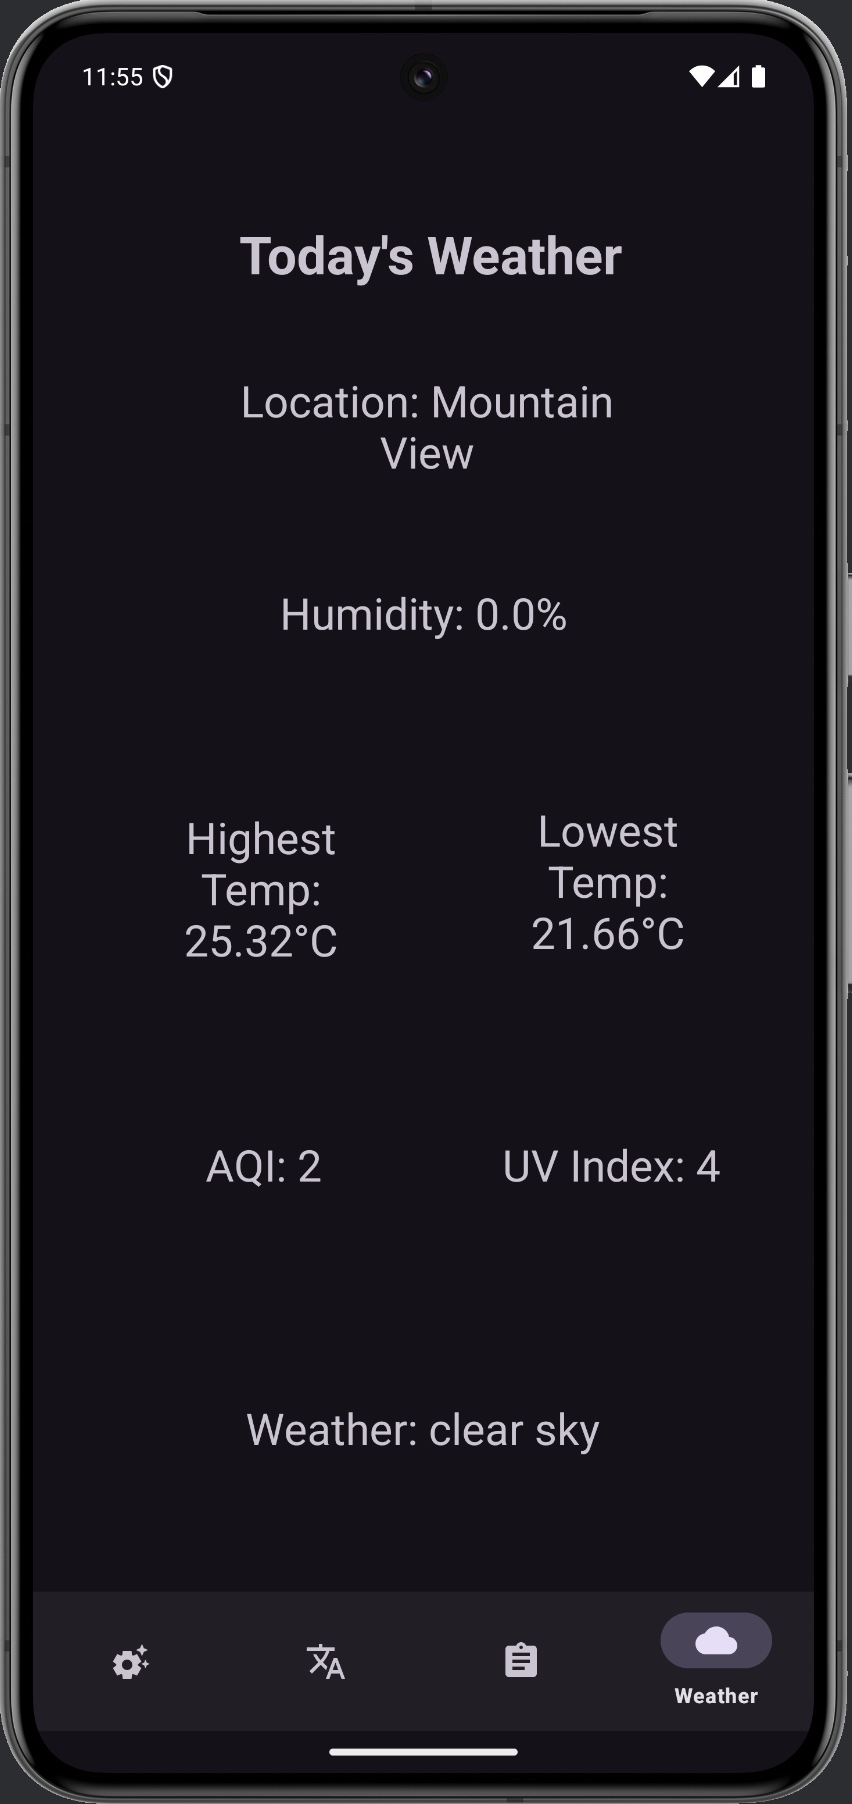 11:55
Today's Weather
Location: Mountain
View
Humidity: 0.0%
Highest
Temp:
25.32°C
Lowest
Temp:
21.66°C
AQI: 2
UV Index: 4
Weather: clear sky
Weather